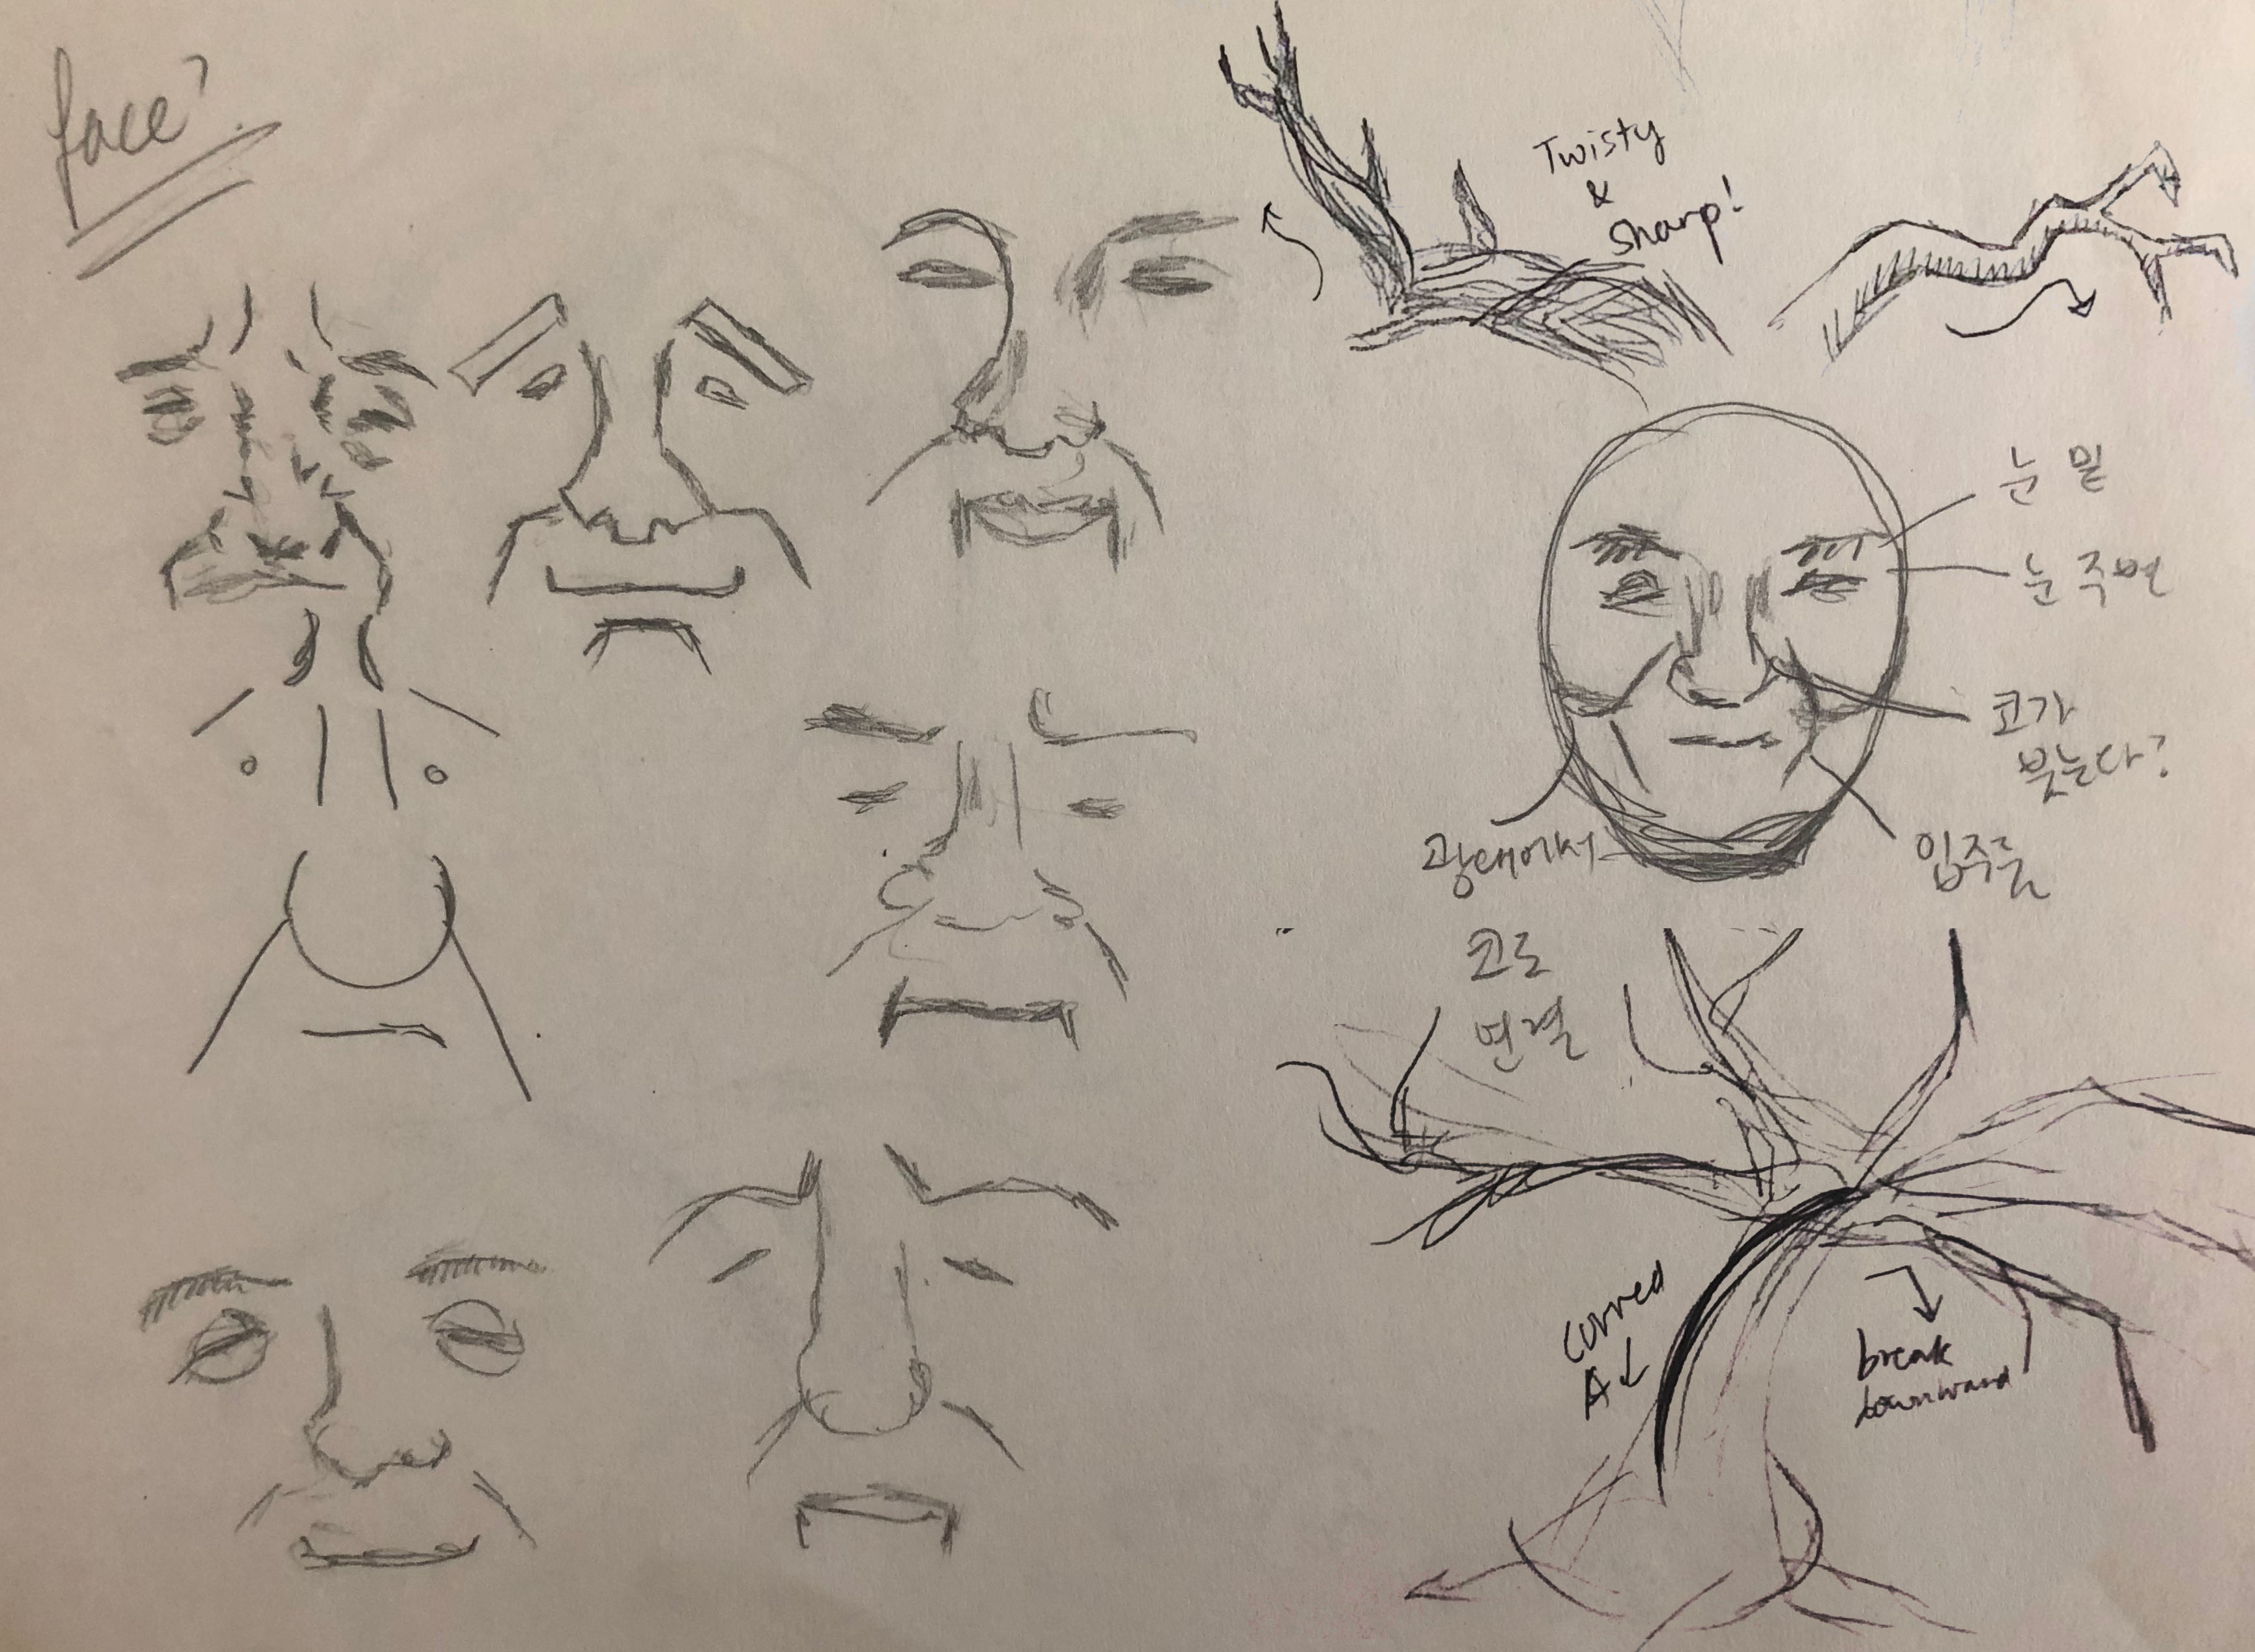 face?
Twisty
&
Sharp!
눈 밑
눈 주변
코가
붓는다?
광대에서
코로
연결
입주름
curved
break
downward